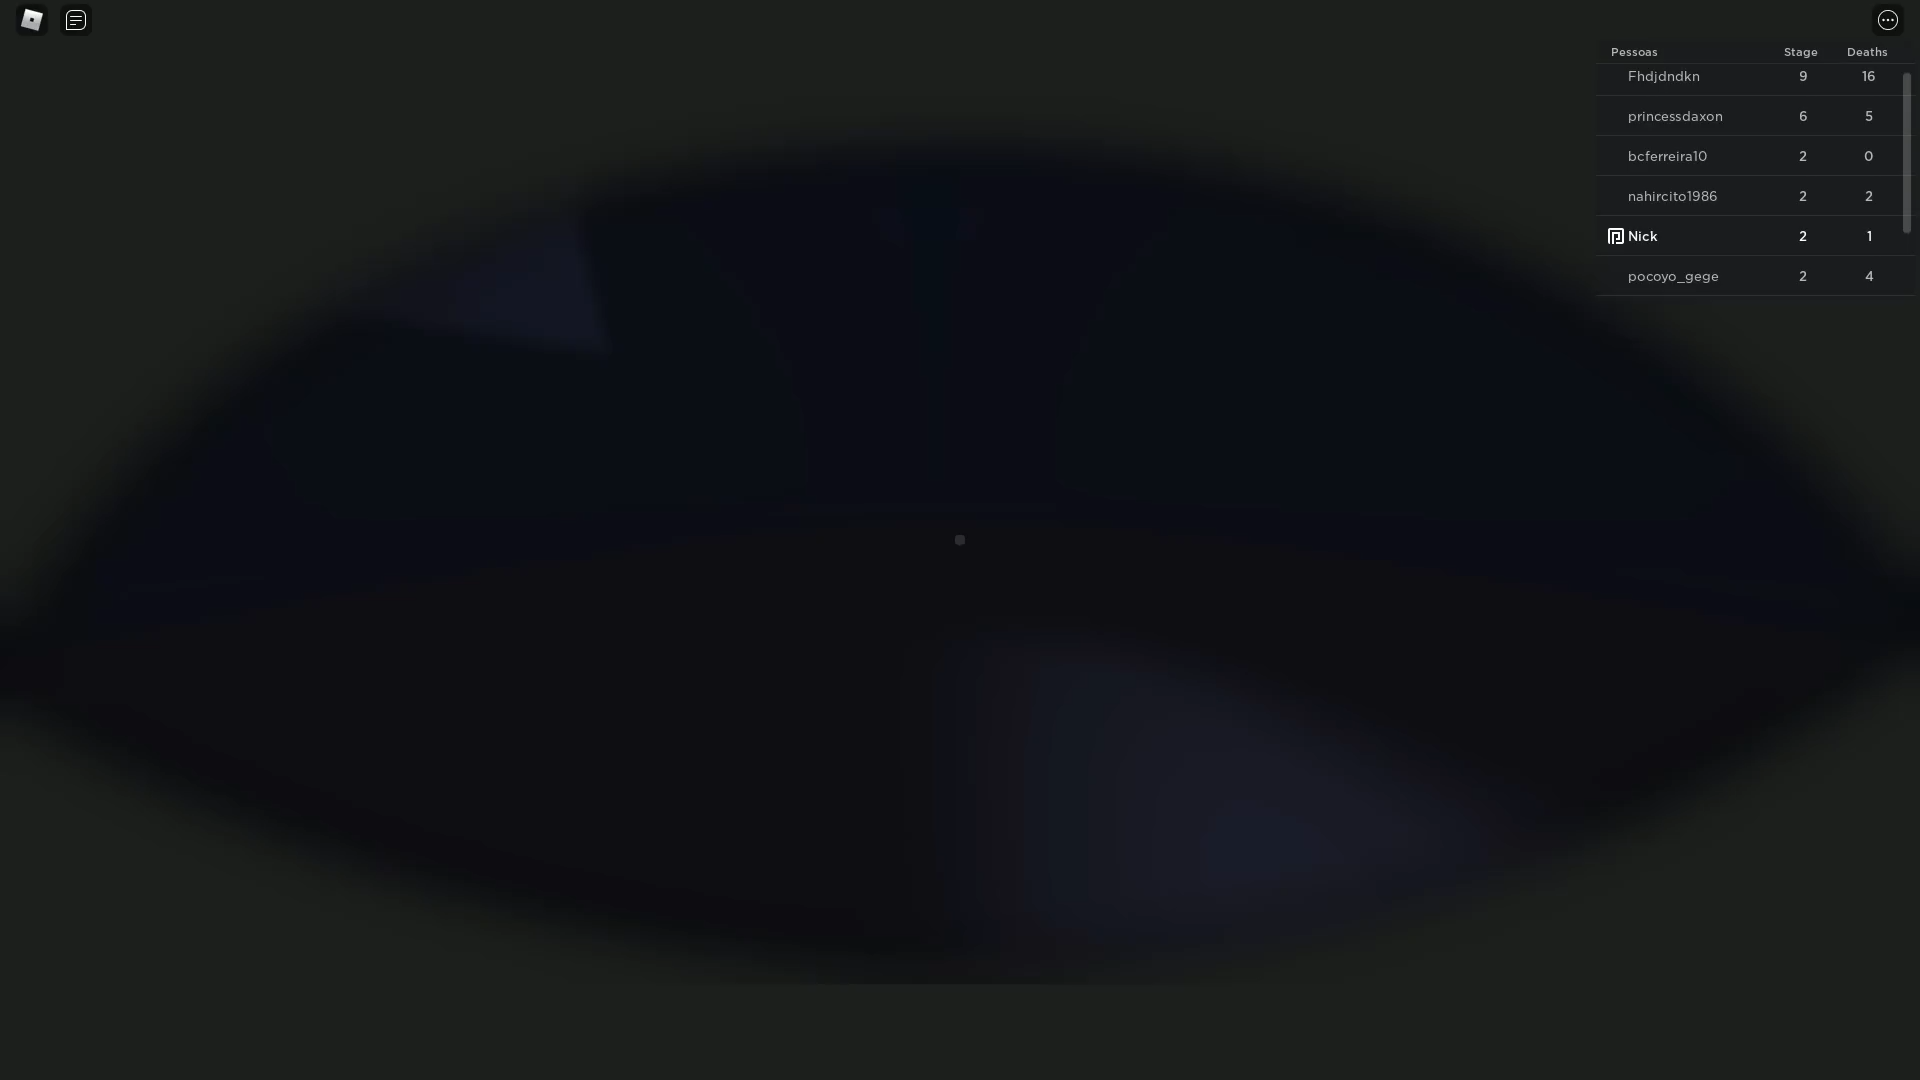 Pessoas Stage Deaths
Fhdjdndkn 9 16
princessdaxon 6 5
bcferreira10 2 0
nahircito1986 2 2
Nick 2 1
pocoyo_gege 2 4